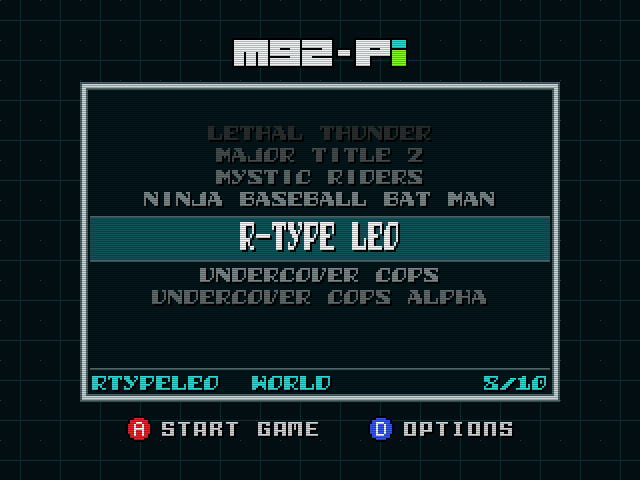 m92-Pi
LETHAL THUNDER
MAJOR TITLE 2
MYSTIC RIDERS
NINJA BASEBALL BAT MAN
R-TYPE LEO
UNDERCOVER COPS
UNDERCOVER COPS ALPHA
RTYPELEO WORLD 8/10
A START GAME D OPTIONS